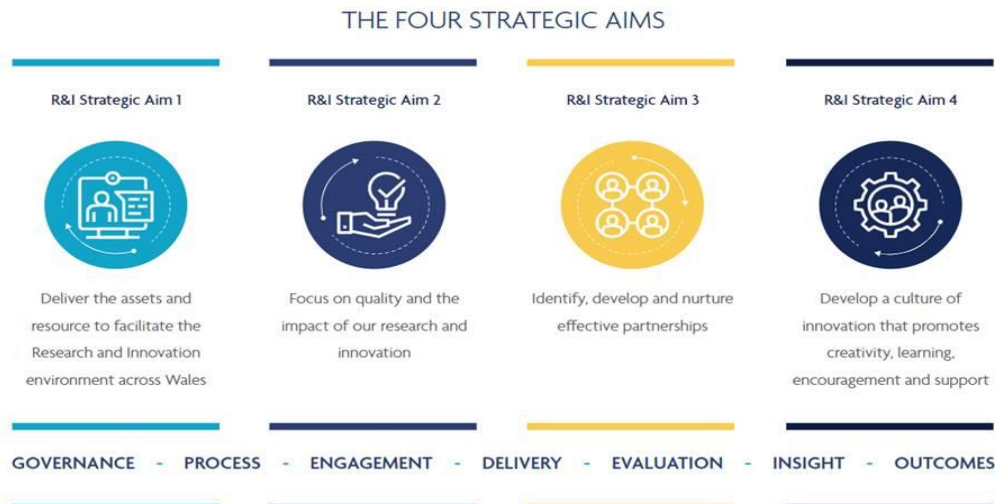 THE FOUR STRATEGIC AIMS
R&I Strategic Aim 1
Deliver the assets and
resource to facilitate the
Research and Innovation
environment across Wales
R&I Strategic Aim 2
Focus on quality and the
impact of our research and
innovation
R&I Strategic Aim 3
Identify, develop and nurture
effective partnerships
R&I Strategic Aim 4
Develop a culture of
innovation that promotes
creativity, learning,
encouragement and support
GOVERNANCE - PROCESS - ENGAGEMENT - DELIVERY - EVALUATION - INSIGHT - OUTCOMES